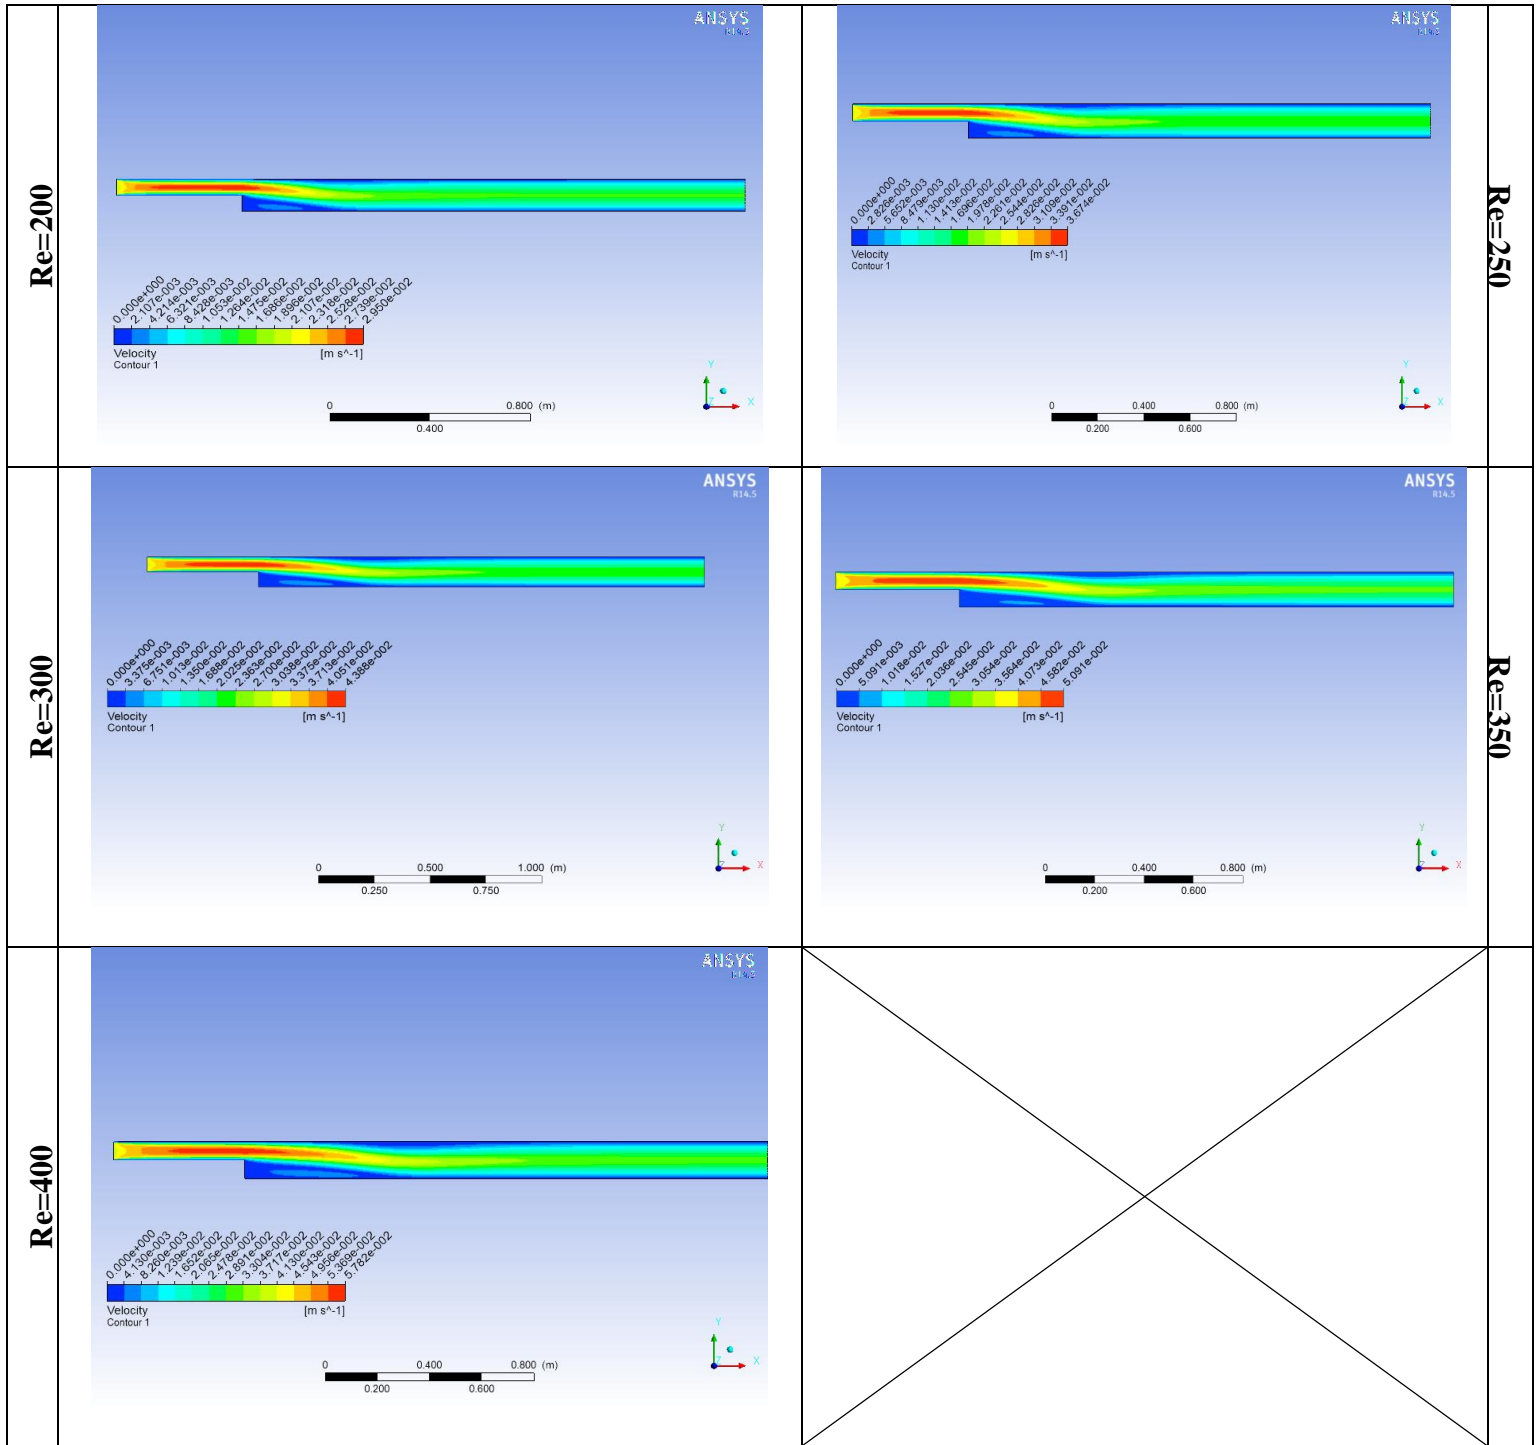 Re=200
ANSYS
R14.5
0.000e+000
2.107e-003
4.214e-003
6.321e-003
8.428e-003
1.053e-002
1.264e-002
1.475e-002
1.686e-002
1.896e-002
2.107e-002
2.318e-002
2.528e-002
2.739e-002
2.950e-002
Velocity [m s^-1]
Contour 1
0 0.800 (m)
0.400
Y
Z X
ANSYS
Re=250
0.000e+000
2.826e-003
5.652e-003
8.479e-003
1.130e-002
1.413e-002
1.696e-002
1.978e-002
2.261e-002
2.544e-002
2.826e-002
3.109e-002
3.391e-002
3.674e-002
Velocity [m s^-1]
Contour 1
0 0.400 0.800 (m)
0.200 0.600
Y
Z X
Re=300
ANSYS
R14.5
0.000e+000
3.375e-003
6.751e-003
1.013e-002
1.350e-002
1.688e-002
2.025e-002
2.363e-002
2.700e-002
3.038e-002
3.375e-002
3.713e-002
4.051e-002
4.388e-002
Velocity [m s^-1]
Contour 1
0 0.500 1.000 (m)
0.250 0.750
Y
Z X
ANSYS
R14.5
Re=350
0.000e+000
5.091e-003
1.018e-002
1.527e-002
2.036e-002
2.545e-002
3.054e-002
3.564e-002
4.073e-002
4.582e-002
5.091e-002
Velocity [m s^-1]
Contour 1
0 0.400 0.800 (m)
0.200 0.600
Y
Z X
Re=400
ANSYS
0.000e+000
4.130e-003
8.260e-003
1.239e-002
1.652e-002
2.065e-002
2.478e-002
2.891e-002
3.304e-002
3.717e-002
4.130e-002
4.543e-002
4.956e-002
5.369e-002
5.782e-002
Velocity [m s^-1]
Contour 1
0 0.400 0.800 (m)
0.200 0.600
Y
Z X